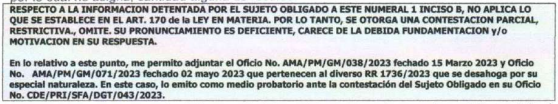 RESPECTO A LA INFORMACION DETENTADA POR EL SUJETO OBLIGADO A ESTE NUMERAL 1 INCISO B, NO APLICA LO
QUE SE ESTABLECE EN EL ART. 170 de la LEY EN MATERIA. POR LO TANTO, SE OTORGA UNA CONTESTACION PARCIAL,
RESTRICTIVA., OMITE. SU PRONUNCIAMIENTO ES DEFICIENTE, CARECE DE LA DEBIDA FUNDAMENTACION y/o
MOTIVACION EN SU RESPUESTA.
En lo relativo a este punto, me permito adjuntar el Oficio No. AMA/PM/GM/038/2023 fechado 15 Marzo 2023 y Oficio
No. AMA/PM/GM/071/2023 fechado 02 mayo 2023 que pertenecen al diverso RR 1736/2023 que se desahoga por su
especial naturaleza. En este caso, lo emito como medio probatorio ante la contestación del Sujeto Obligado en su Oficio
No. CDE/PRI/SFA/DGT/043/2023.